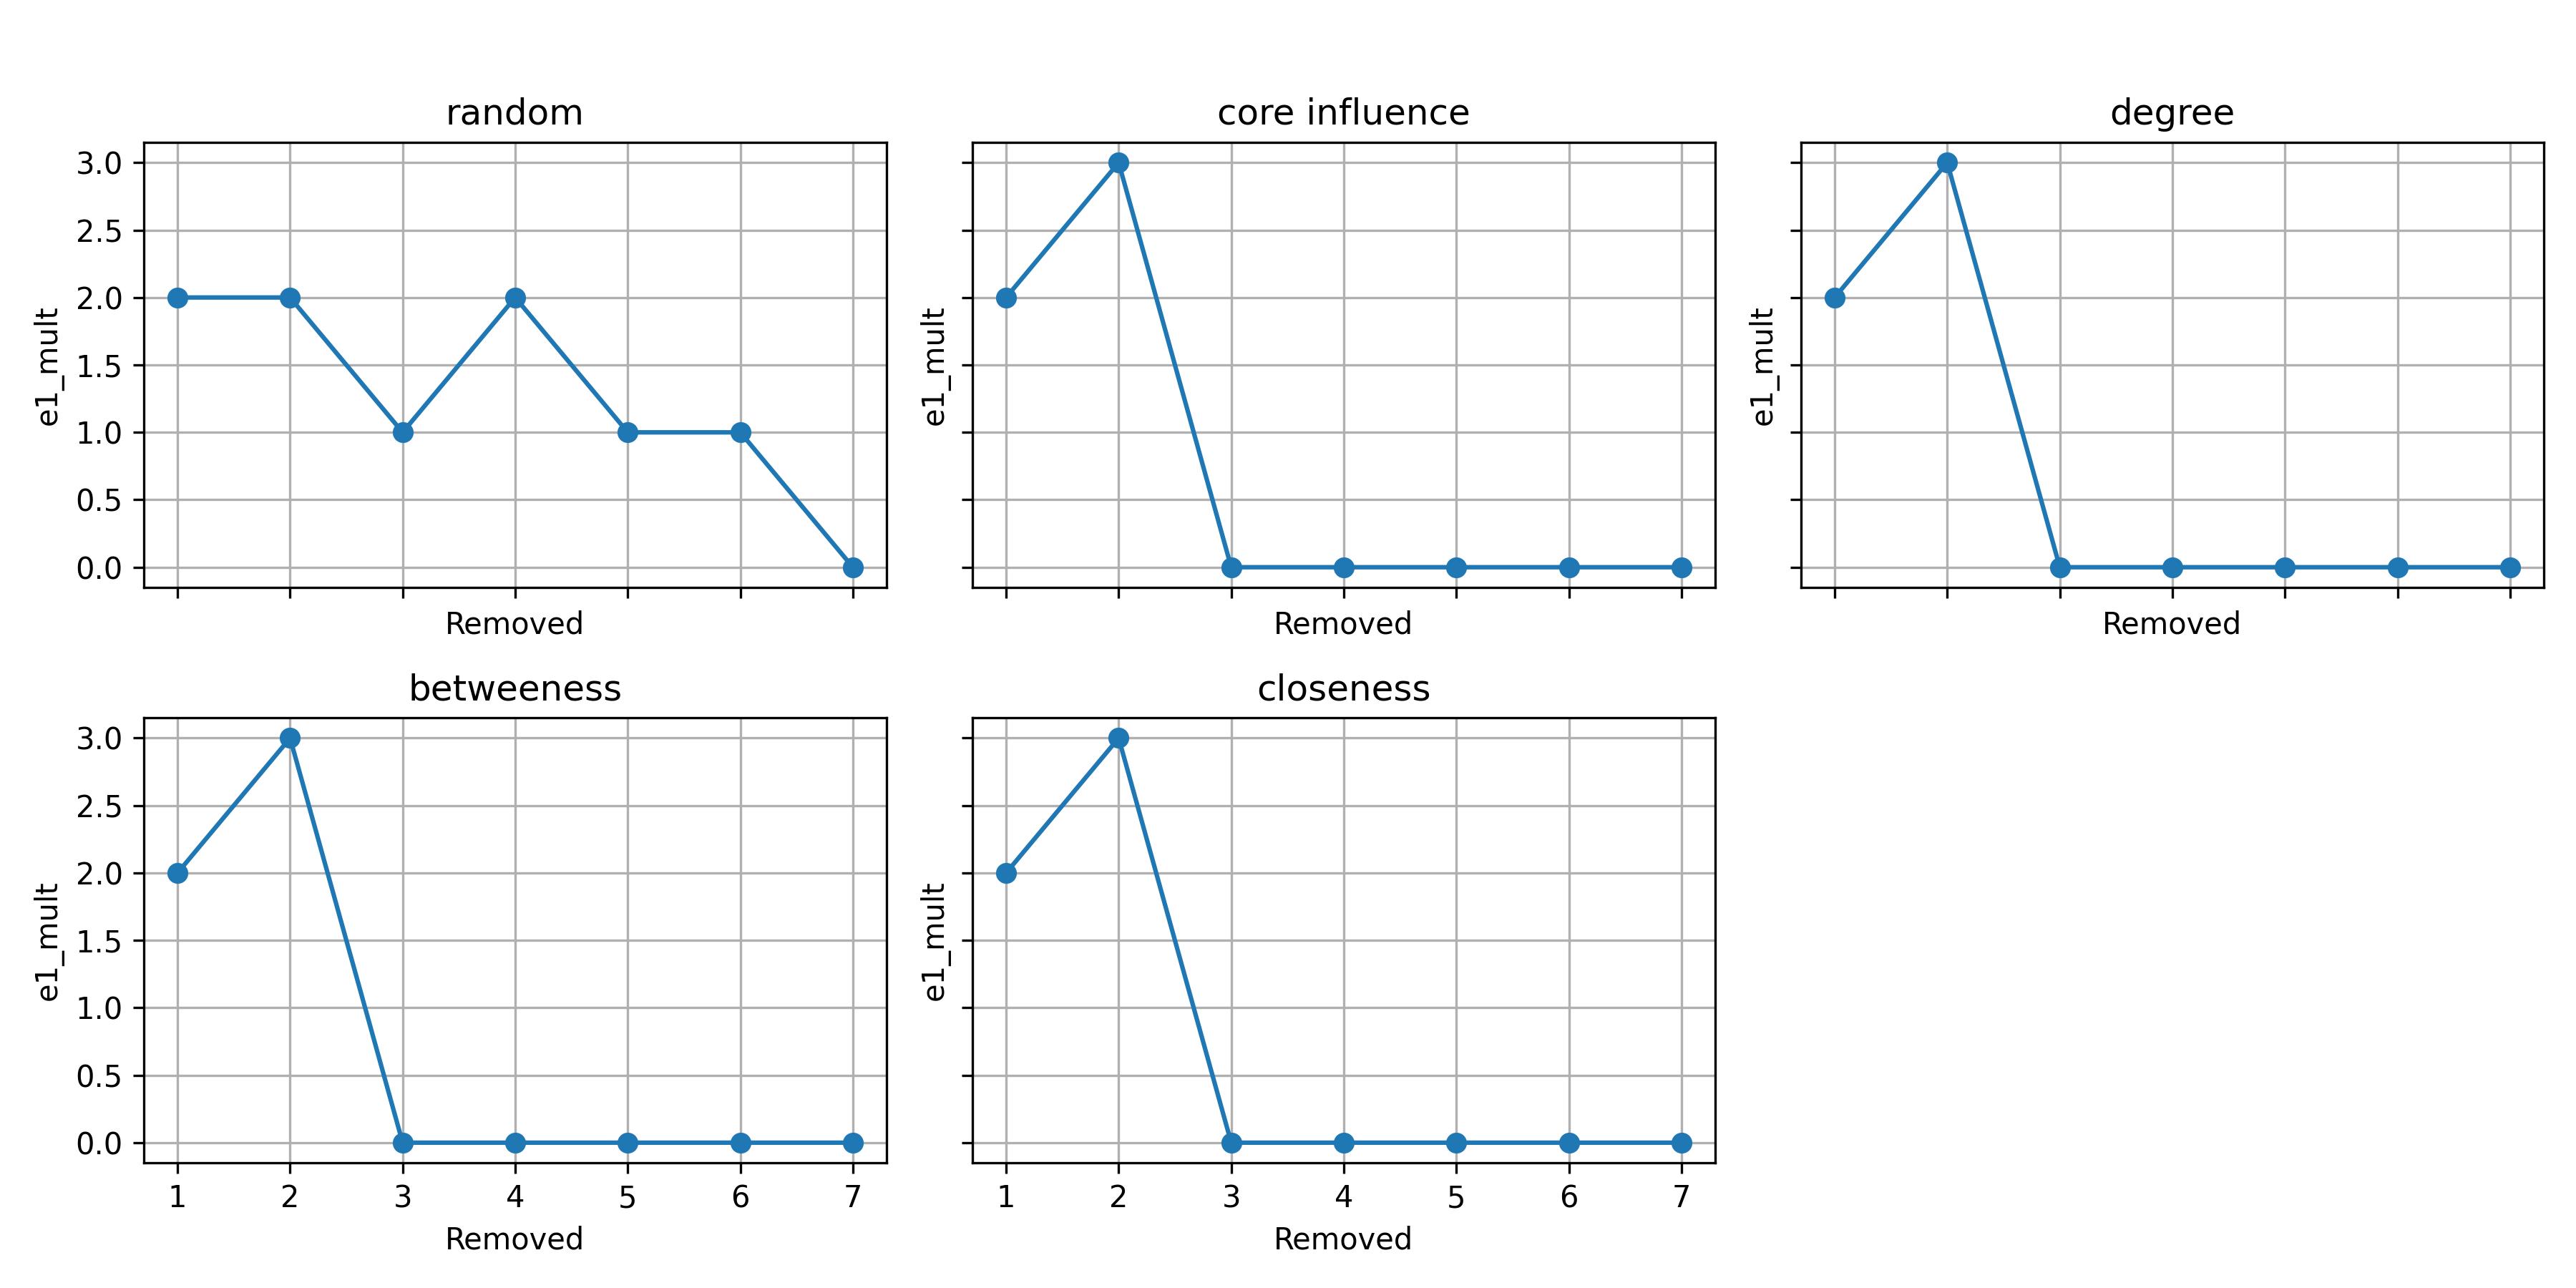 random
core influence
degree
3.0
2.5
2.0
1.5
1.0
0.5
0.0
e1_mult
e1_mult
e1_mult
Removed
Removed
Removed
betweeness
closeness
3.0
2.5
2.0
1.5
1.0
0.5
0.0
e1_mult
e1_mult
1 2 3 4 5 6 7
1 2 3 4 5 6 7
Removed
Removed